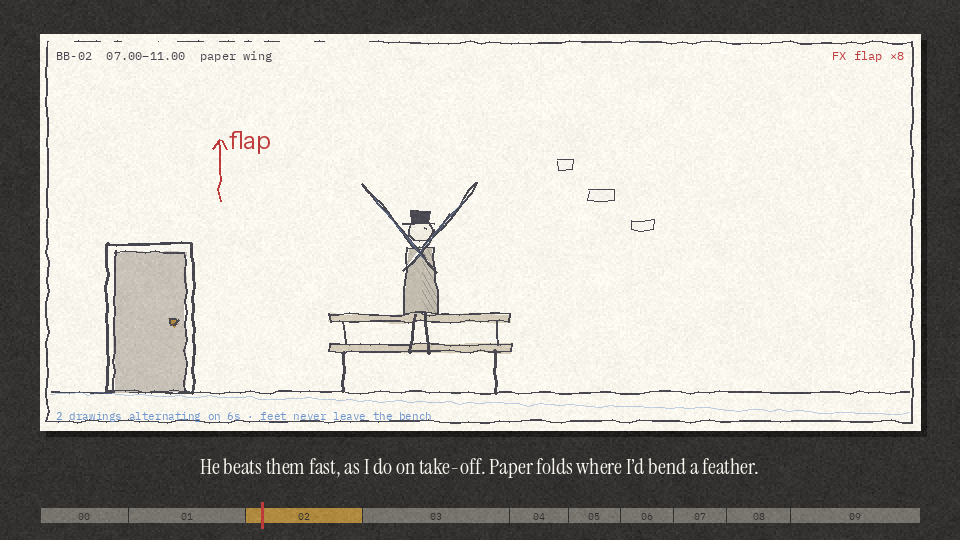 BB-02 07.00–11.00 paper wing
FX flap ×8
flap
2 drawings alternating on 6s · feet never leave the bench
He beats them fast, as I do on take-off. Paper folds where I’d bend a feather.
00 01 02 03 04 05 06 07 08 09